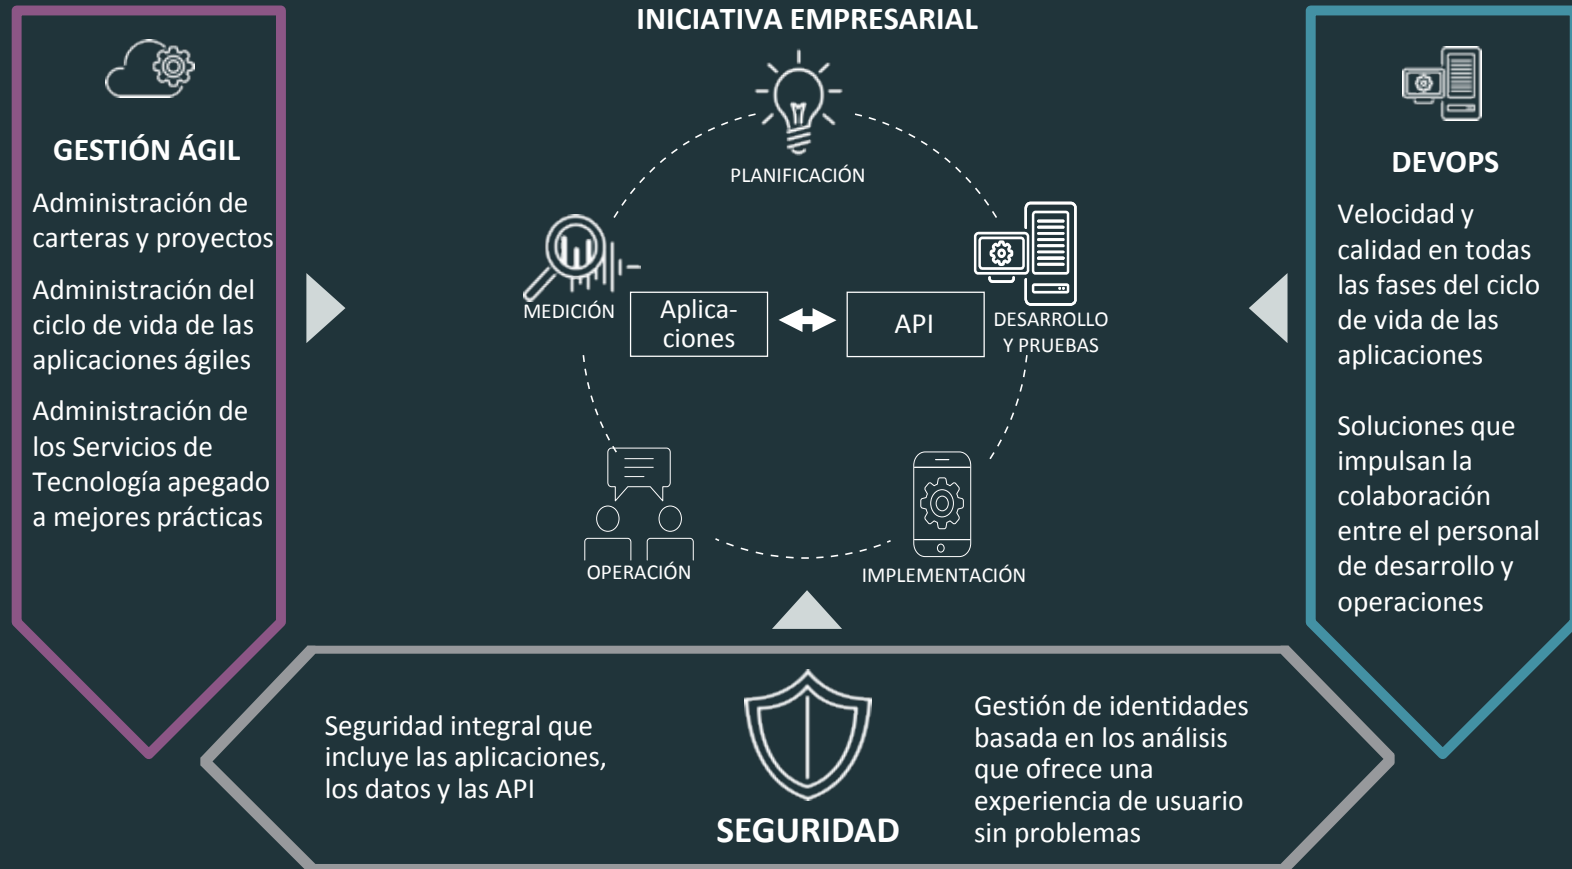 INICIATIVA EMPRESARIAL
GESTIÓN ÁGIL
Administración de
carteras y proyectos
Administración del
ciclo de vida de las
aplicaciones ágiles
Administración de
los Servicios de
Tecnología apegado
a mejores prácticas
PLANIFICACIÓN
MEDICIÓN
Aplica-
ciones
API
DESARROLLO
Y PRUEBAS
OPERACIÓN
IMPLEMENTACIÓN
DEVOPS
Velocidad y
calidad en todas
las fases del ciclo
de vida de las
aplicaciones
Soluciones que
impulsan la
colaboración
entre el personal
de desarrollo y
operaciones
Seguridad integral que
incluye las aplicaciones,
los datos y las API
SEGURIDAD
Gestión de identidades
basada en los análisis
que ofrece una
experiencia de usuario
sin problemas